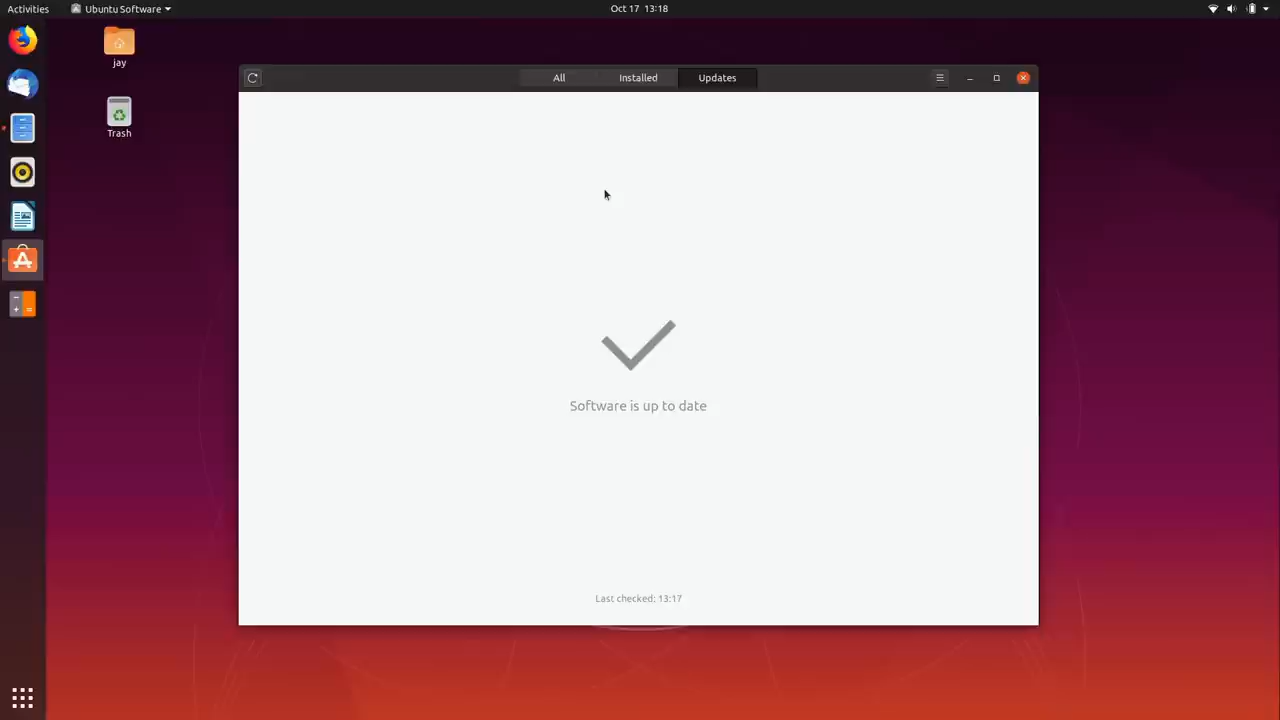 Activities
Ubuntu Software
Oct 17 13:18
jay
Trash
All
Installed
Updates
Software is up to date
Last checked: 13:17